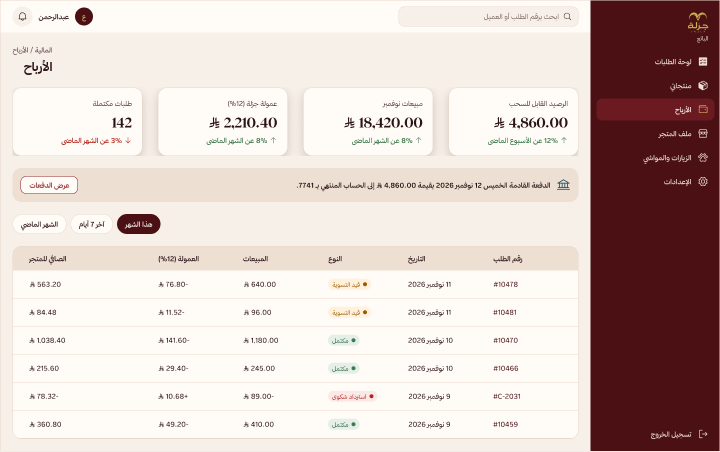 جزلة
البائع
لوحة الطلبات
منتجاتي
الأرباح
ملف المتجر
الزيارات والمواشي
الإعدادات
تسجيل الخروج
ابحث برقم الطلب أو العميل
ع عبدالرحمن
المالية / الأرباح
الأرباح
الرصيد القابل للسحب
4,860.00
↑ 12% عن الأسبوع الماضي
مبيعات نوفمبر
18,420.00
↑ 8% عن الشهر الماضي
عمولة جزلة (12%)
2,210.40
↑ 8% عن الشهر الماضي
طلبات مكتملة
142
↓ 3% عن الشهر الماضي
الدفعة القادمة الخميس 12 نوفمبر 2026 بقيمة 4,860.00 إلى الحساب المنتهي بـ 7741.
عرض الدفعات
هذا الشهر
آخر 7 أيام
الشهر الماضي
رقم الطلب التاريخ النوع المبيعات العمولة (12%) الصافي للمتجر
#10478 11 نوفمبر 2026 قيد التسوية 640.00 -76.80 563.20
#10481 11 نوفمبر 2026 قيد التسوية 96.00 -11.52 84.48
#10470 10 نوفمبر 2026 مكتمل 1,180.00 -141.60 1,038.40
#10466 10 نوفمبر 2026 مكتمل 245.00 -29.40 215.60
#C-2031 9 نوفمبر 2026 استرداد شكوى -89.00 +10.68 -78.32
#10459 9 نوفمبر 2026 مكتمل 410.00 -49.20 360.80